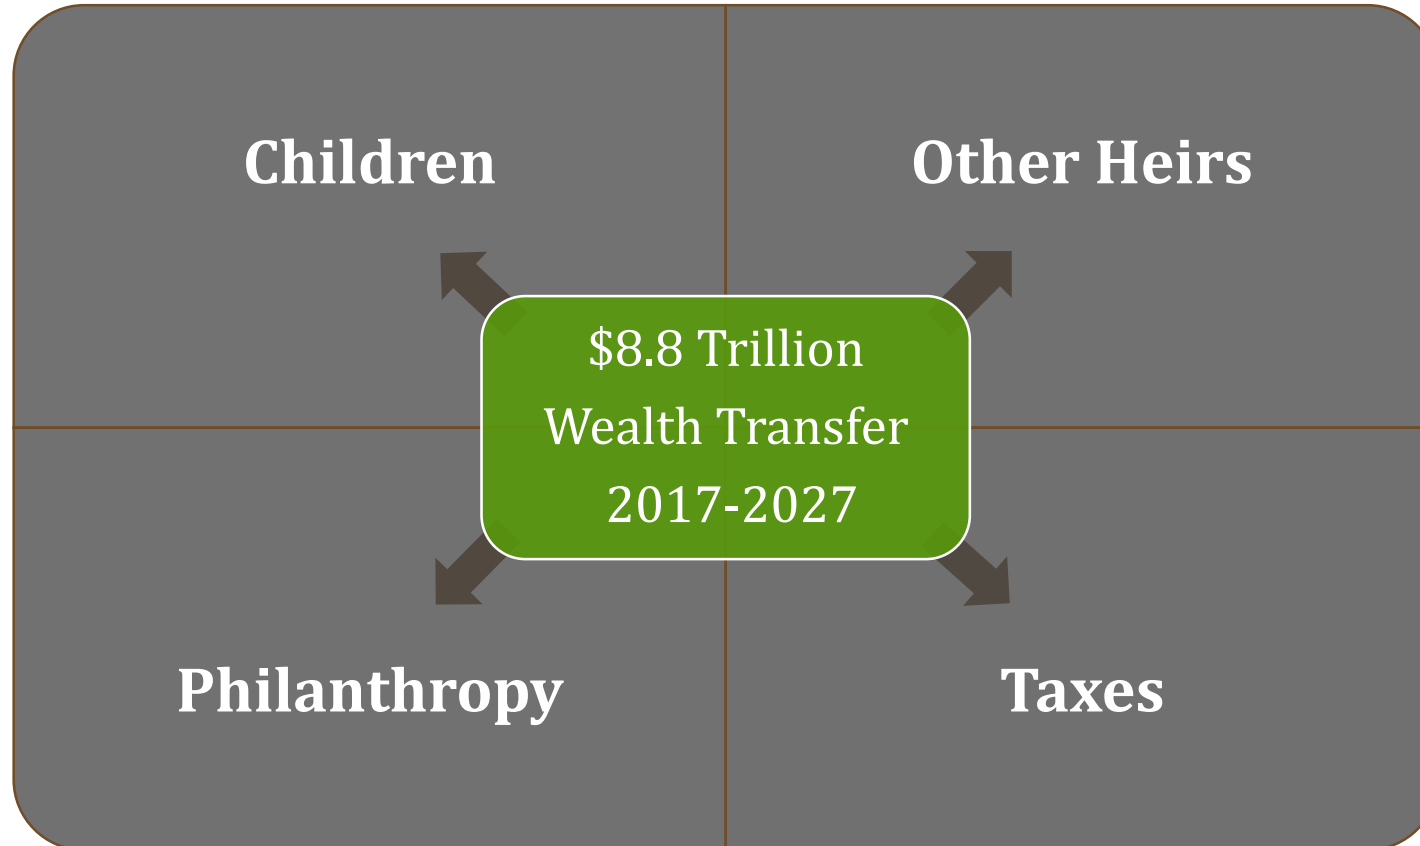 Children
Other Heirs
$8.8 Trillion
Wealth Transfer
2017-2027
Philanthropy
Taxes